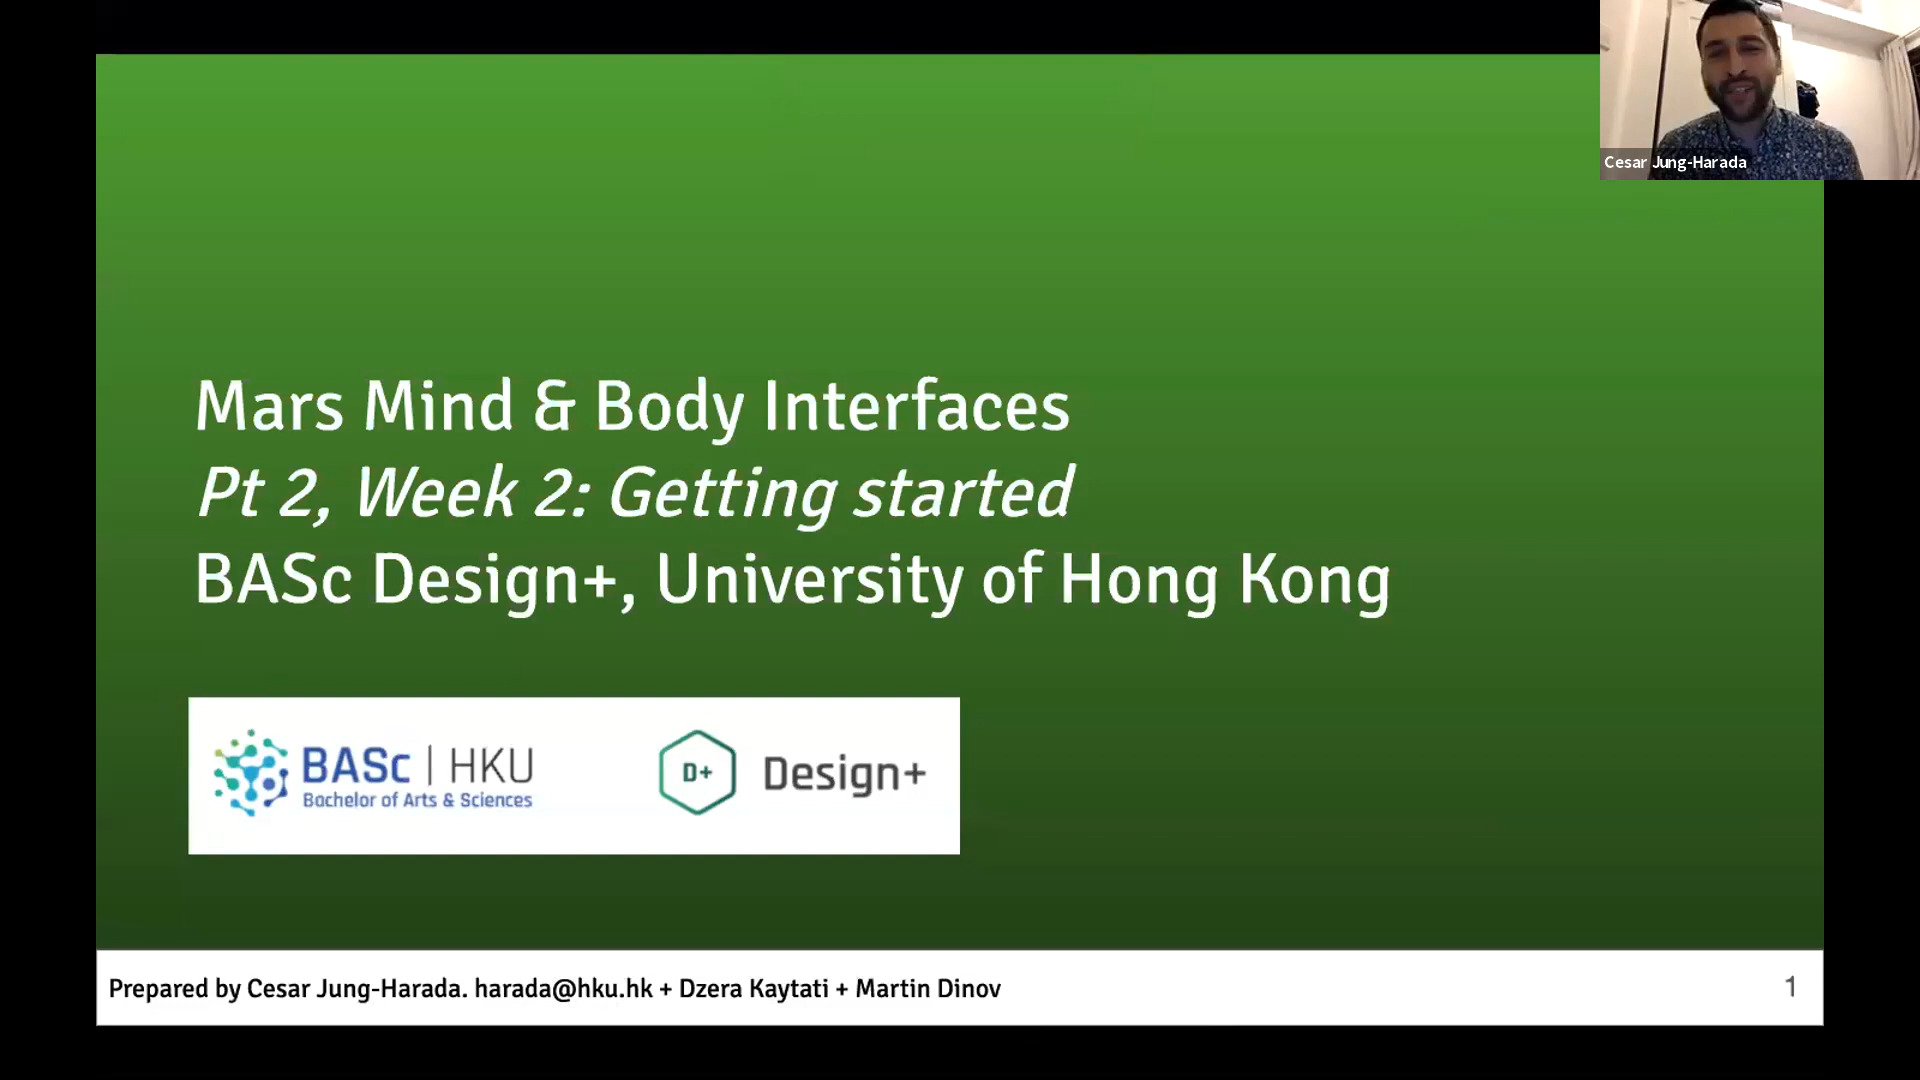 Cesar Jung-Harada
Mars Mind & Body Interfaces
Pt 2, Week 2: Getting started
BASc Design+, University of Hong Kong
BASc | HKU
Bachelor of Arts & Sciences
D+
Design+
Prepared by Cesar Jung-Harada. harada@hku.hk + Dzera Kaytati + Martin Dinov
1